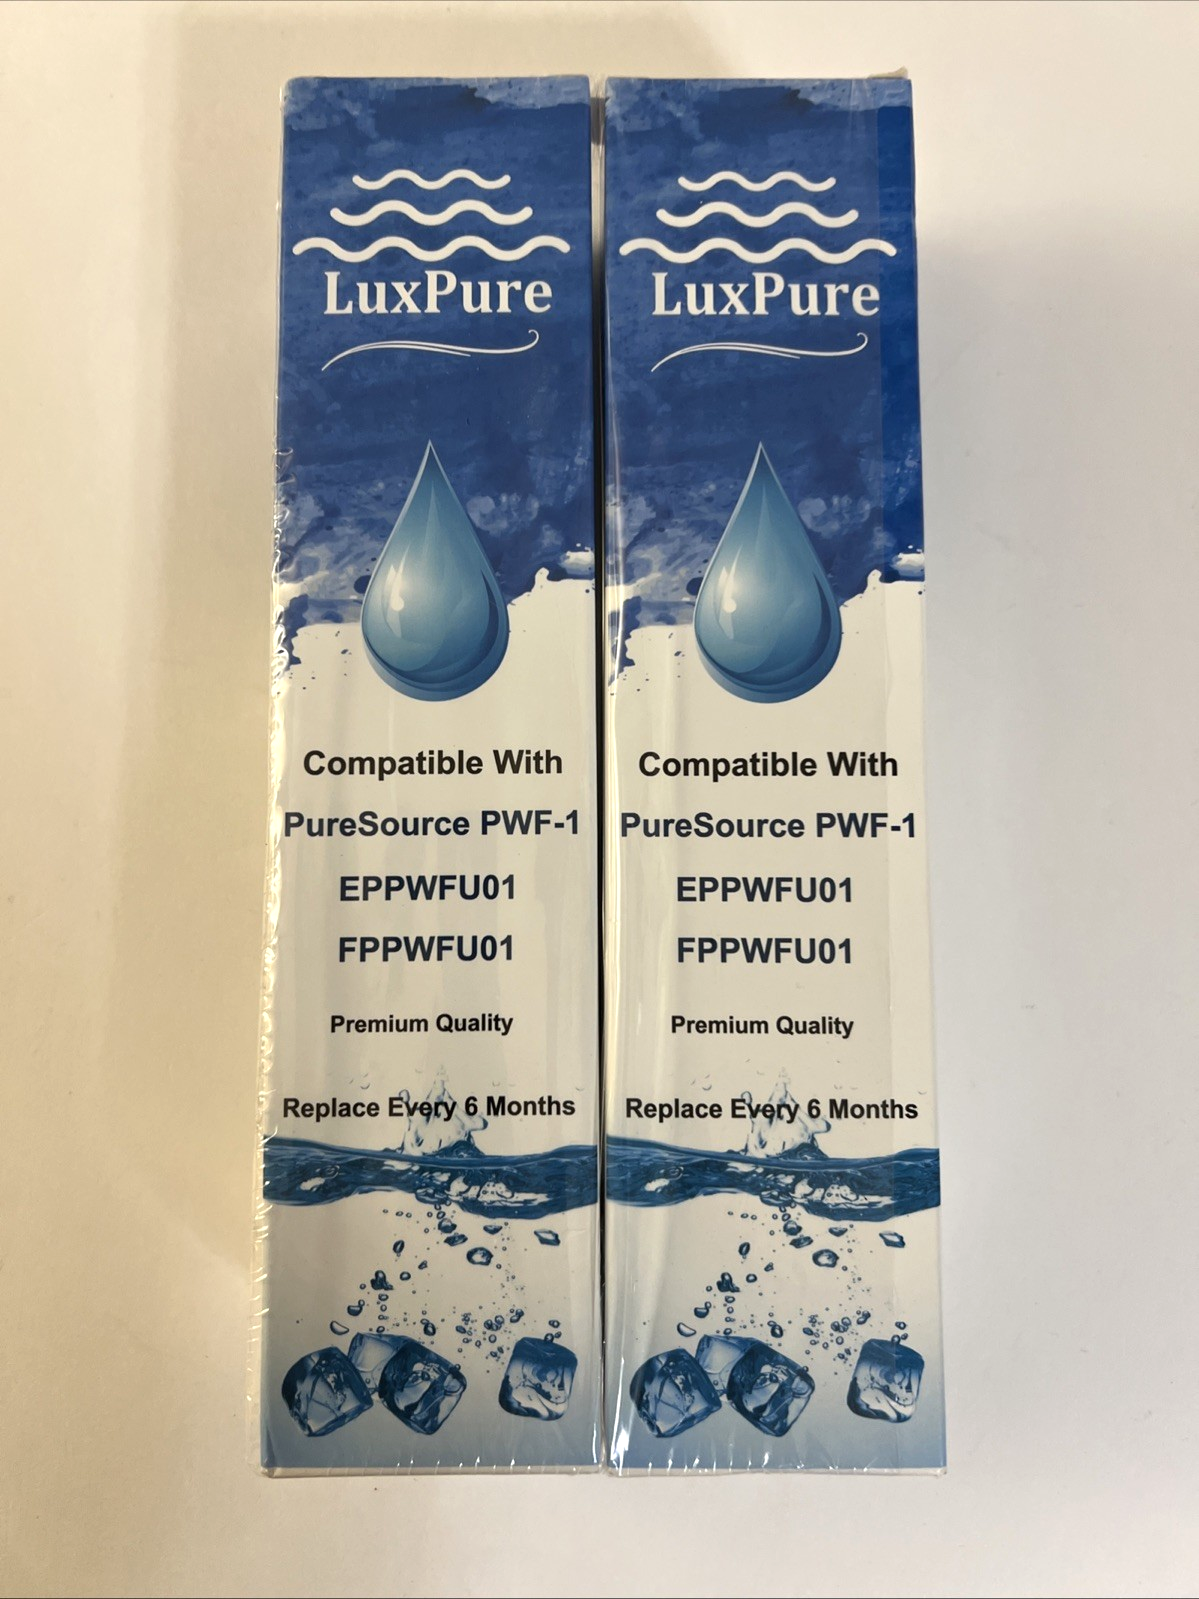 LuxPure
Compatible With
PureSource PWF-1
EPPWFU01
FPPWFU01
Premium Quality
Replace Every 6 Months
LuxPure
Compatible With
PureSource PWF-1
EPPWFU01
FPPWFU01
Premium Quality
Replace Every 6 Months